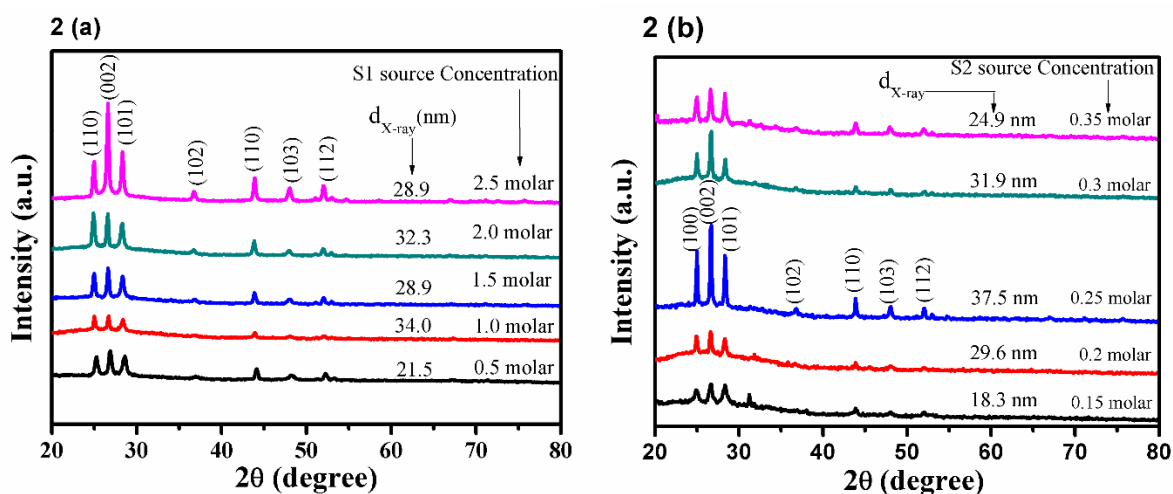 2 (a)
S1 source Concentration
d X-ray (nm)
(110)
(002)
(101)
(102)
(110)
(103)
(112)
28.9 2.5 molar
32.3 2.0 molar
28.9 1.5 molar
34.0 1.0 molar
21.5 0.5 molar
Intensity (a.u.)
20 30 40 50 60 70 80
2θ (degree)
2 (b)
S2 source Concentration
d X-ray
24.9 nm 0.35 molar
31.9 nm 0.3 molar
(100)
(002)
(101)
(102)
(110)
(103)
(112)
37.5 nm 0.25 molar
29.6 nm 0.2 molar
18.3 nm 0.15 molar
Intensity (a.u.)
20 30 40 50 60 70 80
2θ (degree)